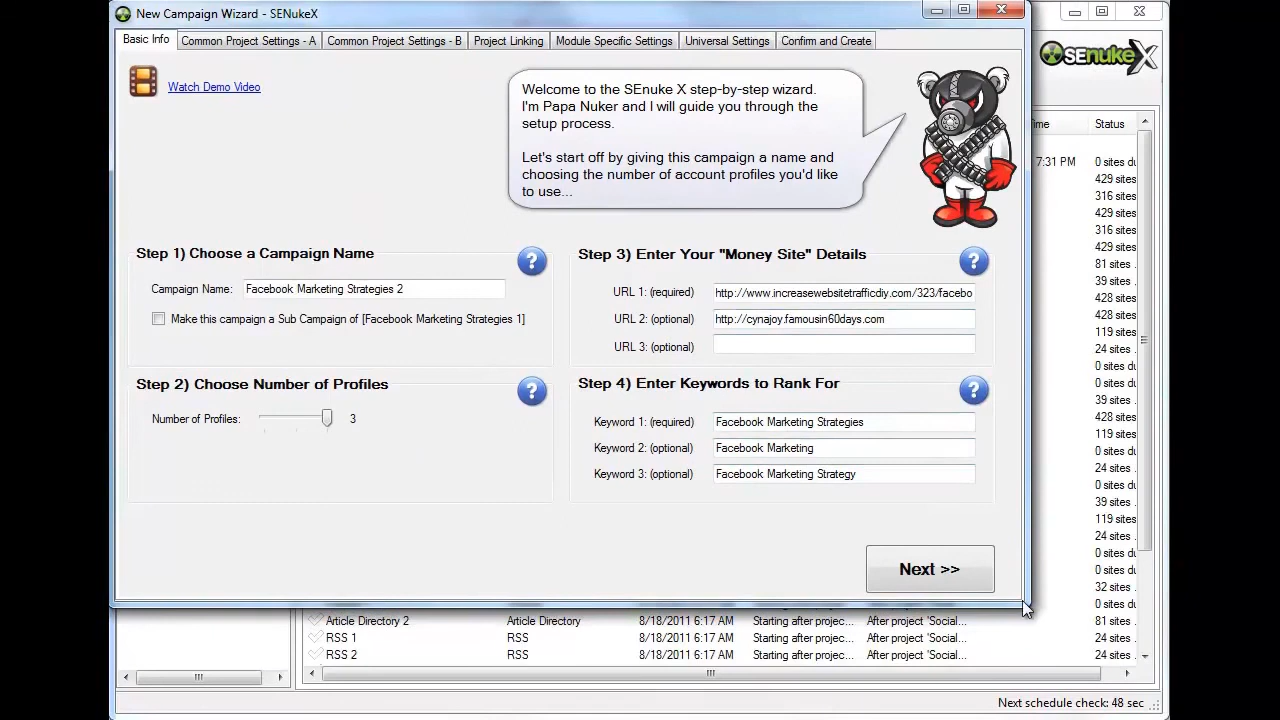 New Campaign Wizard - SENukeX
Basic Info
Common Project Settings - A
Common Project Settings - B
Project Linking
Module Specific Settings
Universal Settings
Confirm and Create
Watch Demo Video
Welcome to the SEnuke X step-by-step wizard.
I'm Papa Nuker and I will guide you through the
setup process.
Let's start off by giving this campaign a name and
choosing the number of account profiles you'd like
to use...
SEnuke X
Step 1) Choose a Campaign Name
?
Campaign Name: Facebook Marketing Strategies 2
Make this campaign a Sub Campaign of [Facebook Marketing Strategies 1]
Step 2) Choose Number of Profiles
?
Number of Profiles: 3
Step 3) Enter Your "Money Site" Details
?
URL 1: (required) http://www.increasewebsitetrafficdiy.com/323/facebo
URL 2: (optional) http://cynajoy.famousin60days.com
URL 3: (optional)
Step 4) Enter Keywords to Rank For
?
Keyword 1: (required) Facebook Marketing Strategies
Keyword 2: (optional) Facebook Marketing
Keyword 3: (optional) Facebook Marketing Strategy
Next >>
Status
7:31 PM 0 sites
429 sites
316 sites
429 sites
316 sites
429 sites
81 sites
39 sites
428 sites
428 sites
119 sites
24 sites
0 sites
0 sites
39 sites
428 sites
119 sites
0 sites
24 sites
0 sites
39 sites
119 sites
24 sites
0 sites
0 sites
32 sites
0 sites
Article Directory 2 Article Directory 8/18/2011 6:17 AM Starting after projec... After project 'Social... 81 sites
RSS 1 RSS 8/18/2011 6:17 AM Starting after projec... After project 'Social... 24 sites
RSS 2 RSS 8/18/2011 6:17 AM Starting after projec... After project 'Social... 24 sites
Next schedule check: 48 sec